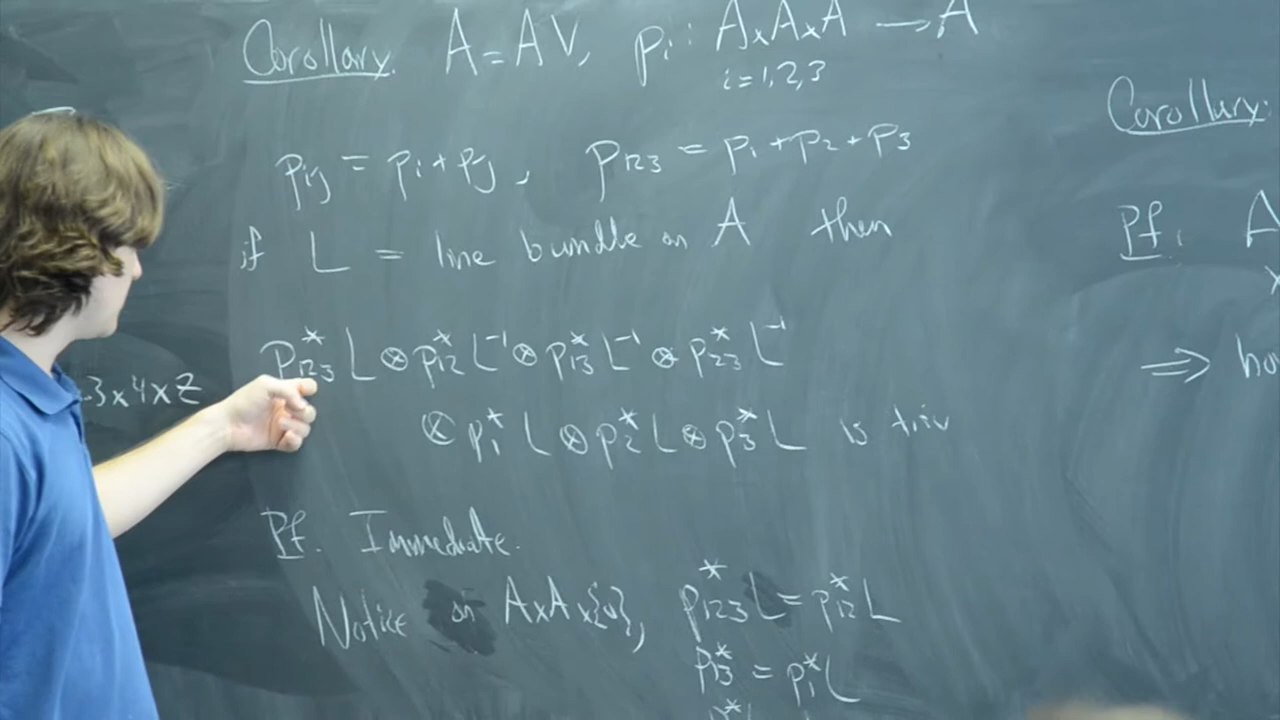 Corollary. A=AV, pᵢ: A×A×A → A
i=1,2,3
pᵢⱼ = pᵢ+pⱼ, p₁₂₃ = p₁+p₂+p₃
if L = line bundle on A then
p₁₂₃* L ⊗ p₁₂* L⁻¹ ⊗ p₁₃* L⁻¹ ⊗ p₂₃* L⁻¹
⊗ p₁* L ⊗ p₂* L ⊗ p₃* L is triv
Pf. Immediate.
Notice on A×A×{0}, p₁₂₃* L = p₁₂* L
p₁₃* = p₁* L
3×4×Z
Corollary:
Pf: A
⇒